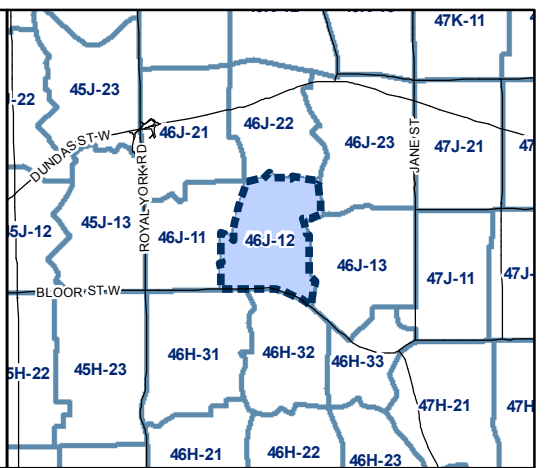 47K-11
45J-23
-22
46J-21
46J-22
46J-23
47J-21
47
DUNDAS ST W
ROYAL YORK RD
JANE ST
5J-12
45J-13
46J-11
46J-12
46J-13
47J-11
47J-
BLOOR ST W
5H-22
45H-23
46H-31
46H-32
46H-33
47H-21
47H
46H-21
46H-22
46H-23